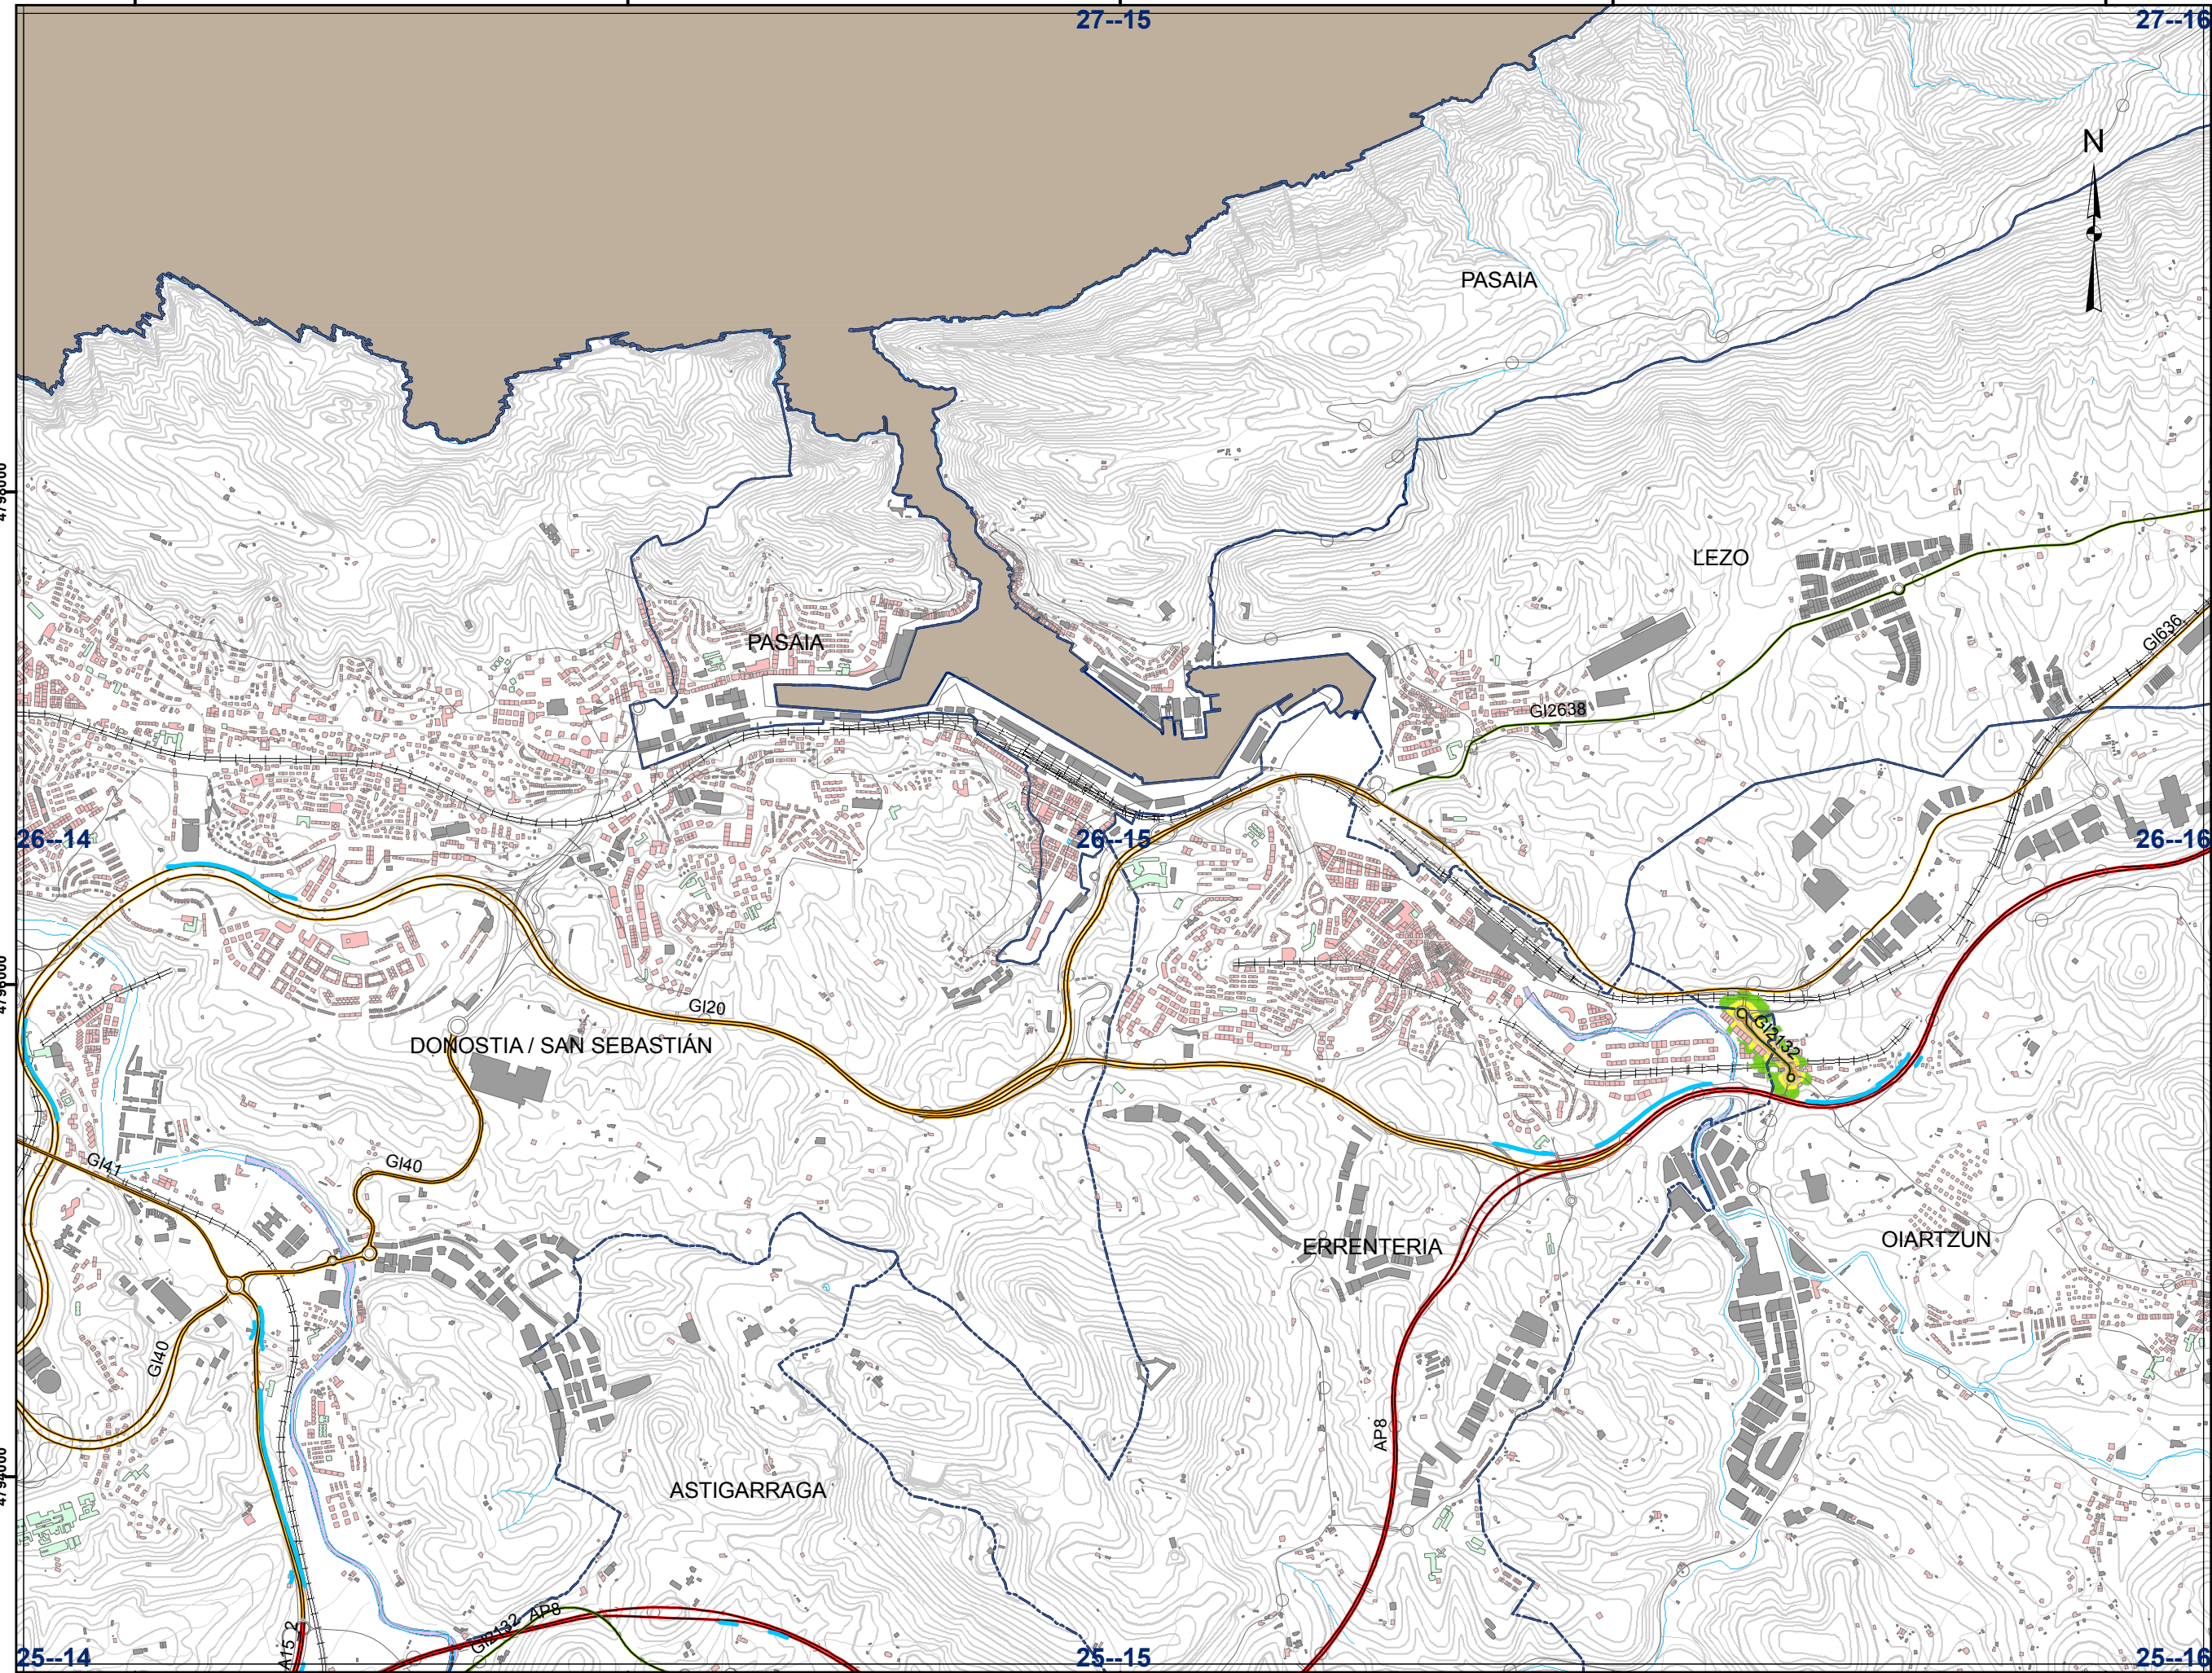 27--15
27--16
N
PASAIA
LEZO
PASAIA
GI636
GI2638
26--14
26--15
26--16
GI20
GI2132
DONOSTIA / SAN SEBASTIÁN
GI41
GI40
OIARTZUN
ERRENTERIA
GI40
AP8
ASTIGARRAGA
GI2132
AP8
A15_2
25--14
25--15
25--16